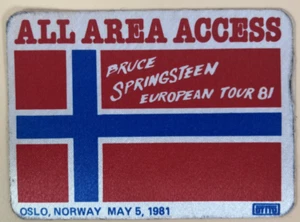 ALL AREA ACCESS
BRUCE
SPRINGSTEEN
EUROPEAN TOUR 81
OSLO, NORWAY MAY 5, 1981